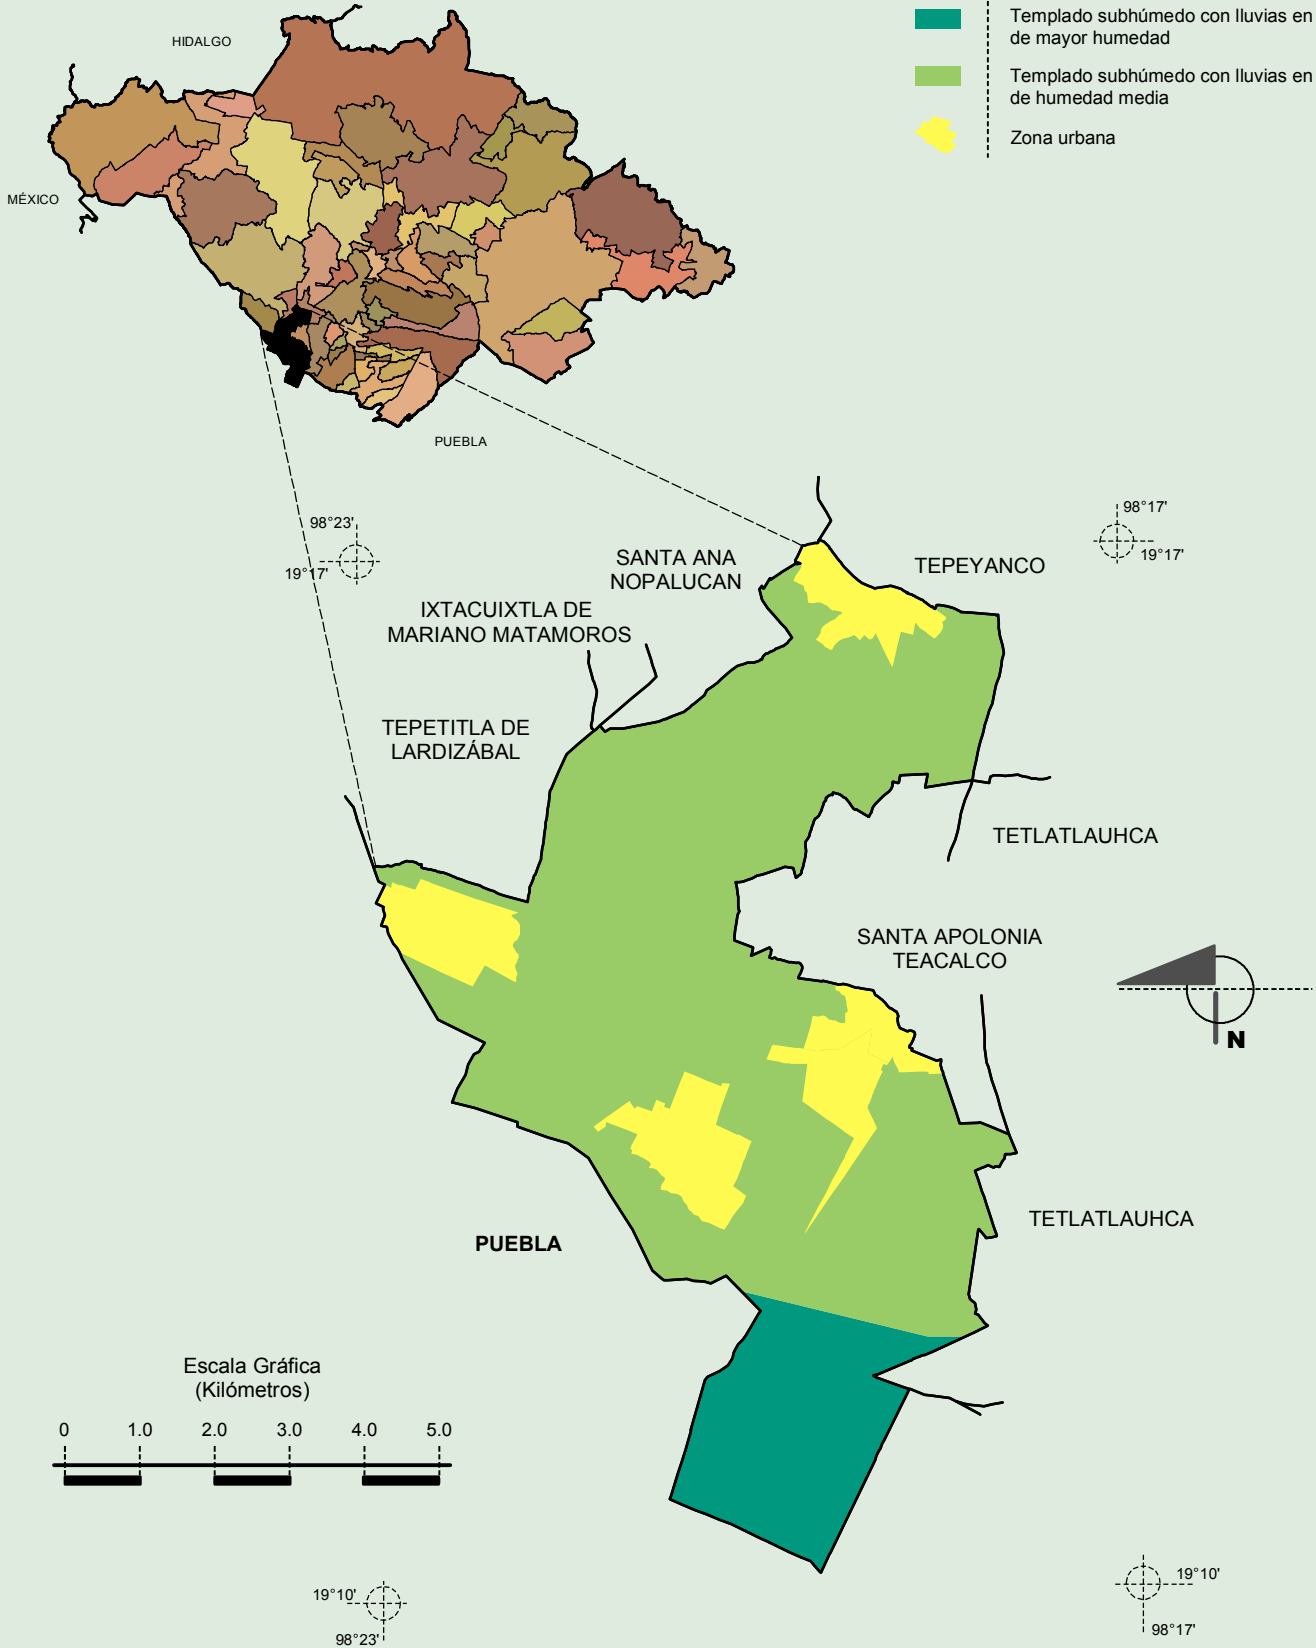 Templado subhúmedo con lluvias en
de mayor humedad
Templado subhúmedo con lluvias en
de humedad media
Zona urbana
HIDALGO
MÉXICO
PUEBLA
98°23'
19°17'
98°17'
19°17'
SANTA ANA
NOPALUCAN
TEPEYANCO
IXTACUIXTLA DE
MARIANO MATAMOROS
TEPETITLA DE
LARDIZÁBAL
TETLATLAUHCA
SANTA APOLONIA
TEACALCO
N
TETLATLAUHCA
PUEBLA
Escala Gráfica
(Kilómetros)
0 1.0 2.0 3.0 4.0 5.0
19°10'
98°23'
19°10'
98°17'